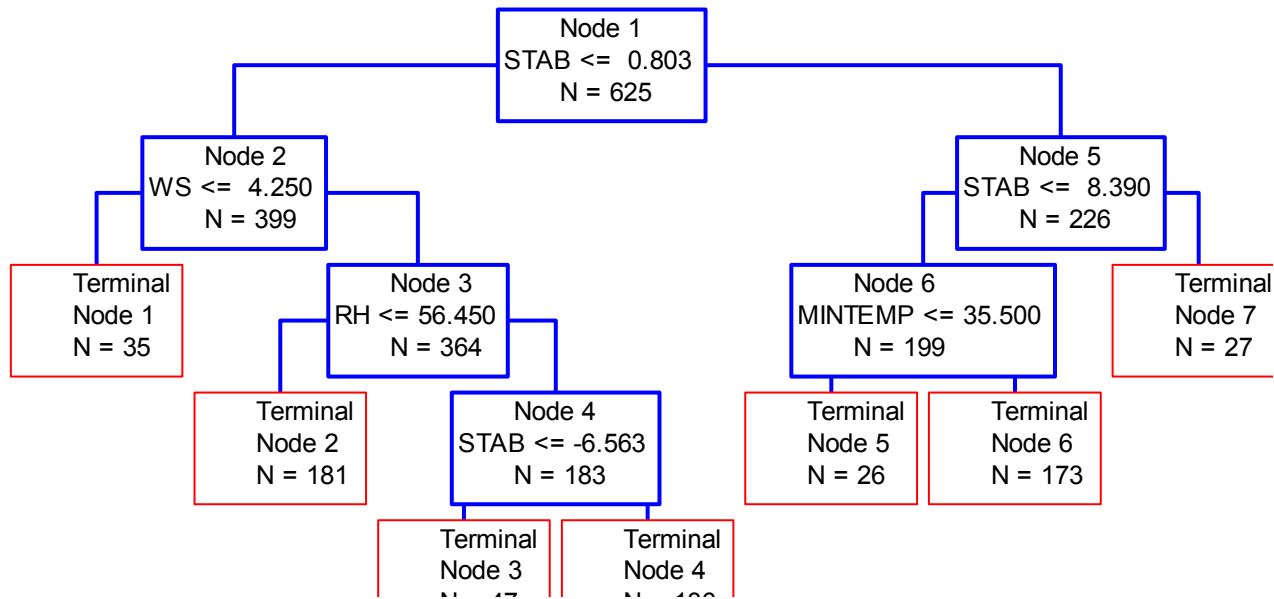 Node 1
STAB <= 0.803
N = 625
Node 2
WS <= 4.250
N = 399
Node 5
STAB <= 8.390
N = 226
Terminal
Node 1
N = 35
Node 3
RH <= 56.450
N = 364
Node 6
MINTEMP <= 35.500
N = 199
Terminal
Node 7
N = 27
Terminal
Node 2
N = 181
Node 4
STAB <= -6.563
N = 183
Terminal
Node 5
N = 26
Terminal
Node 6
N = 173
Terminal
Node 3
N = 47
Terminal
Node 4
N = 136